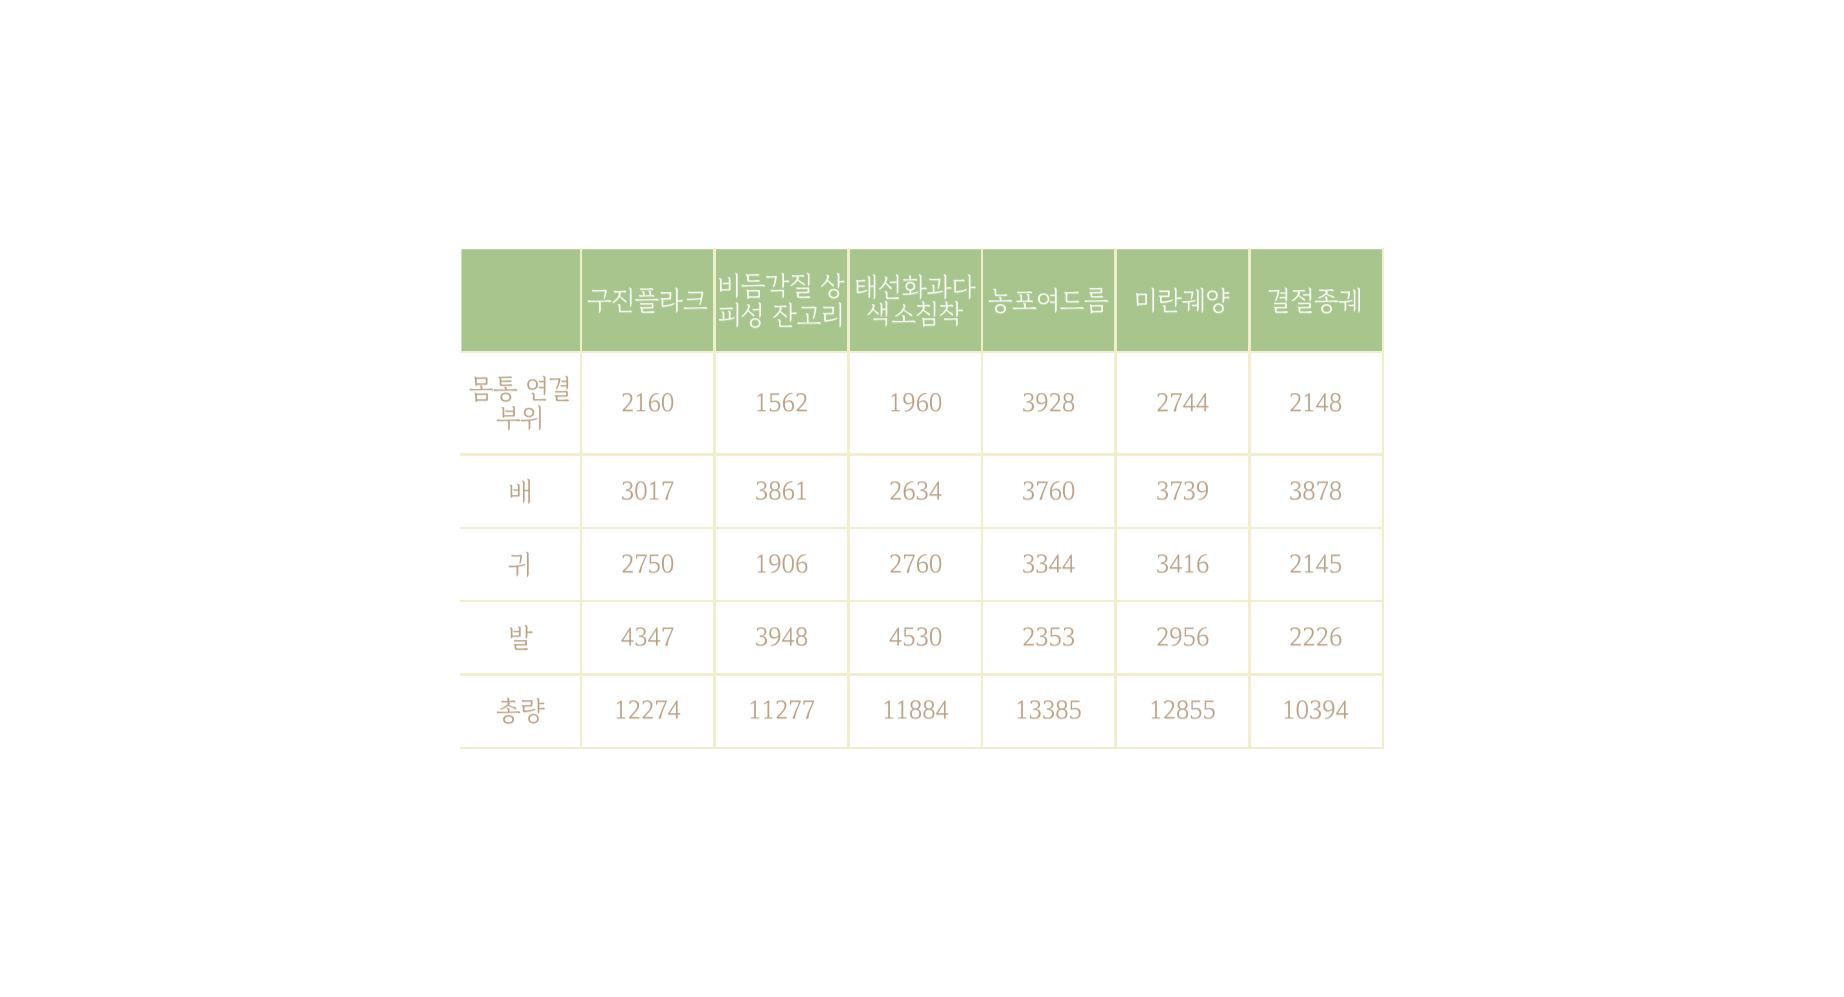 구진플라크 비듬각질 상 태선화과다 농포여드름 미란궤양 결절종궤
피성 잔고리 색소침착
몸통 연결
부위 2160 1562 1960 3928 2744 2148
배 3017 3861 2634 3760 3739 3878
귀 2750 1906 2760 3344 3416 2145
발 4347 3948 4530 2353 2956 2226
총량 12274 11277 11884 13385 12855 10394